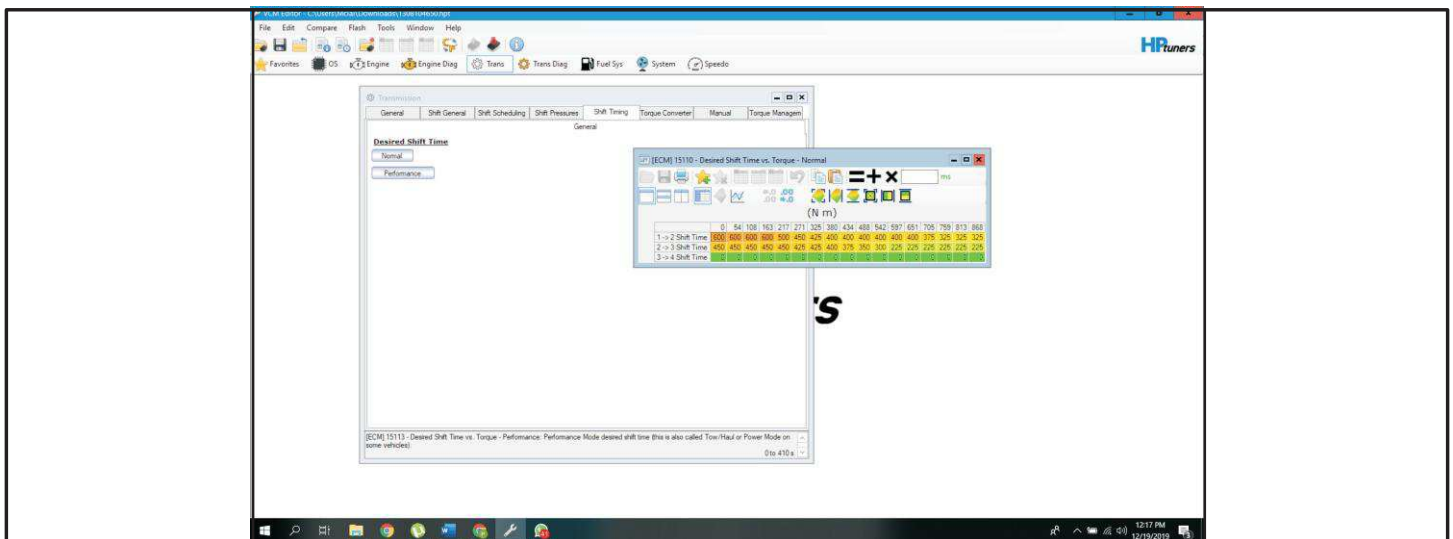 VCM Editor - C:\Users\Moan\Downloads\1308104650.hpt
File Edit Compare Flash Tools Window Help
HPtuners
Favorites OS Engine Engine Diag Trans Trans Diag Fuel Sys System Speedo
Transmission
General Shift General Shift Scheduling Shift Pressures Shift Timing Torque Converter Manual Torque Managem
General
Desired Shift Time
Normal
Performance
[ECM] 15110 - Desired Shift Time vs. Torque - Normal
ms
(N m)
0 54 108 163 217 271 325 380 434 488 542 597 651 705 759 813 868
1 -> 2 Shift Time 600 600 600 600 500 450 425 400 400 400 400 400 400 375 325 325 325
2 -> 3 Shift Time 450 450 450 450 450 425 425 400 375 350 300 225 225 225 225 225 225
3 -> 4 Shift Time 0 0 0 0 0 0 0 0 0 0 0 0 0 0 0 0 0
rs
[ECM] 15113 - Desired Shift Time vs. Torque - Performance: Performance Mode desired shift time (this is also called Tow/Haul or Power Mode on
some vehicles)
0 to 410 s
12:17 PM
12/19/2019